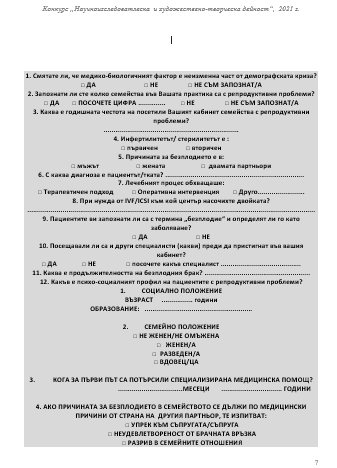 Конкурс „Научноизследователска и художествено-творческа дейност“, 2021 г.
1. Смятате ли, че медико-биологичният фактор е неизменна част от демографската криза?
□ ДА □ НЕ □ НЕ СЪМ ЗАПОЗНАТ/А
2. Запознати ли сте колко семейства във Вашата практика са с репродуктивни проблеми?
□ ДА □ ПОСОЧЕТЕ ЦИФРА ............. □ НЕ □ НЕ СЪМ ЗАПОЗНАТ/А
3. Каква е годишната честота на посетили Вашият кабинет семейства с репродуктивни
проблеми?
................................................................
4. Инфертилитетът/ стерилитетът е :
□ първичен □ вторичен
5. Причината за безплодието е в:
□ мъжът □ жената □ двамата партньори
6. С каква диагноза е пациентът/тката? ....................................................
7. Лечебният процес обхващаше:
□ Терапевтичен подход □ Оперативна интервенция □ Друго......................
8. При нужда от IVF/ICSI към кой център насочихте двойката?
................................................................................................................................
9. Пациентите ви запознати ли са с термина „безплодие“ и определят ли го като
заболяване?
□ ДА □ НЕ
10. Посещавали ли са и други специалисти (какви) преди да пристигнат във вашия
кабинет?
□ ДА □ НЕ □ посочете какъв специалист ....................................
11. Каква е продължителността на безплодния брак? ..................................................
12. Какъв е психо-социалният профил на пациентите с репродуктивни проблеми?
1. СОЦИАЛНО ПОЛОЖЕНИЕ
ВЪЗРАСТ ............... години
ОБРАЗОВАНИЕ: ....................................................
2. СЕМЕЙНО ПОЛОЖЕНИЕ
□ НЕ ЖЕНЕН/НЕ ОМЪЖЕНА
□ ЖЕНЕН/А
□ РАЗВЕДЕН/А
□ ВДОВЕЦ/ЦА
3. КОГА ЗА ПЪРВИ ПЪТ СА ПОТЪРСИЛИ СПЕЦИАЛИЗИРАНА МЕДИЦИНСКА ПОМОЩ?
...............................МЕСЕЦИ ............................. ГОДИНИ
4. АКО ПРИЧИНАТА ЗА БЕЗПЛОДИЕТО В СЕМЕЙСТВОТО СЕ ДЪЛЖИ ПО МЕДИЦИНСКИ
ПРИЧИНИ ОТ СТРАНА НА ДРУГИЯ ПАРТНЬОР, ТЕ ИЗПИТВАТ:
□ УПРЕК КЪМ СЪПРУГАТА/СЪПРУГА
□ НЕУДЕВЛЕТВОРЕНОСТ ОТ БРАЧНАТА ВРЪЗКА
□ РАЗРИВ В СЕМЕЙНИТЕ ОТНОШЕНИЯ
7